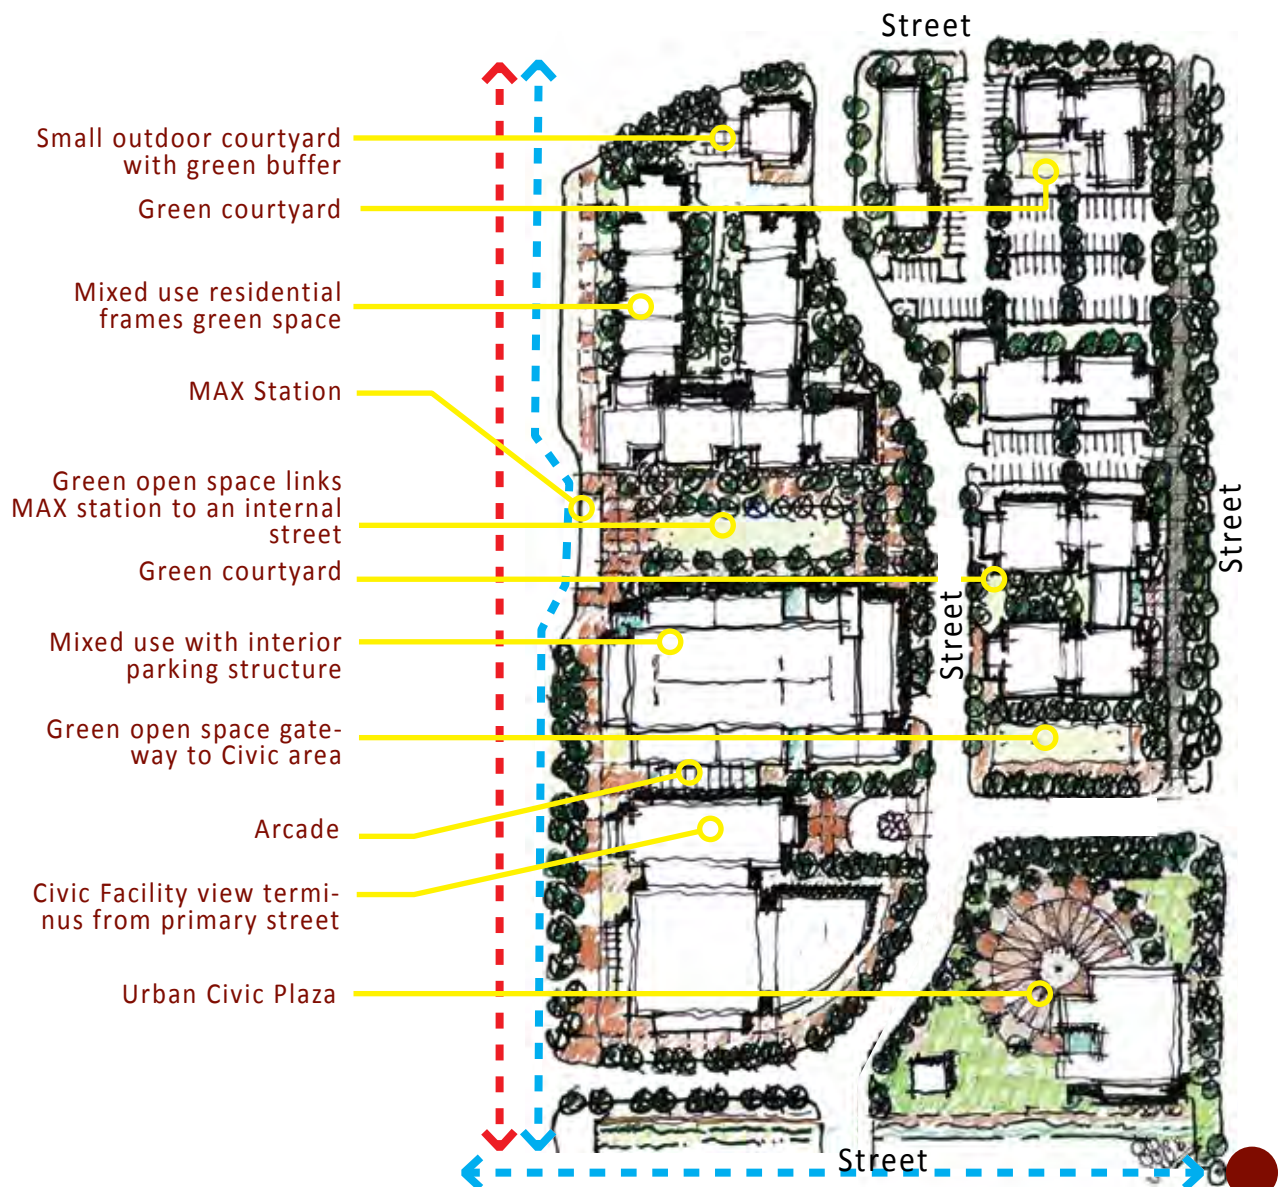 Street
Small outdoor courtyard
with green buffer
Green courtyard
Mixed use residential
frames green space
MAX Station
Green open space links
MAX station to an internal
street
Green courtyard
Mixed use with interior
parking structure
Green open space gate-
way to Civic area
Arcade
Civic Facility view termi-
nus from primary street
Urban Civic Plaza
Street
Street
Street